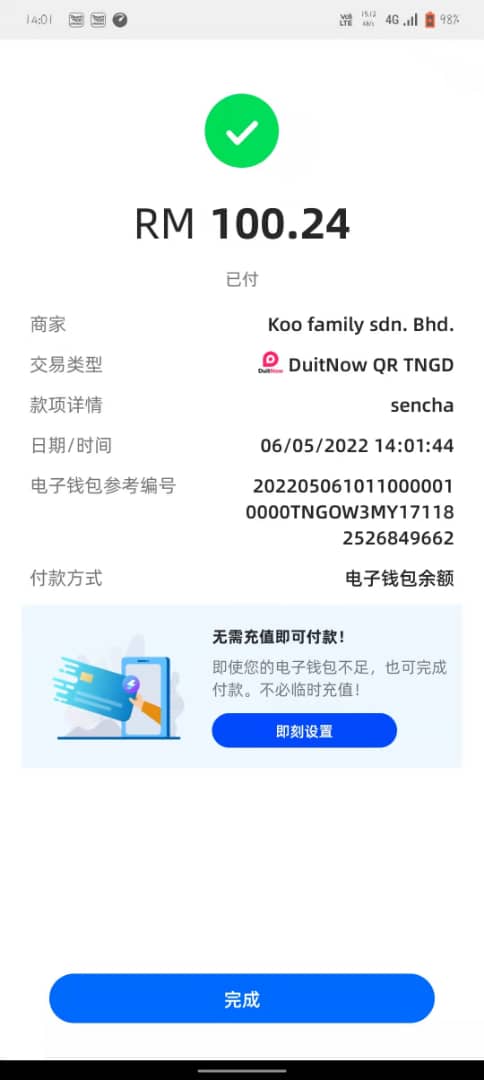 14:01
Vo) LTE 15.12 KB/s 4G 98%
RM 100.24
已付
商家 Koo family sdn. Bhd.
交易类型 DuitNow DuitNow QR TNGD
款项详情 sencha
日期/时间 06/05/2022 14:01:44
电子钱包参考编号 202205061011000001
0000TNGOW3MY17118
2526849662
付款方式 电子钱包余额
无需充值即可付款!
即使您的电子钱包不足，也可完成
付款。不必临时充值!
即刻设置
完成